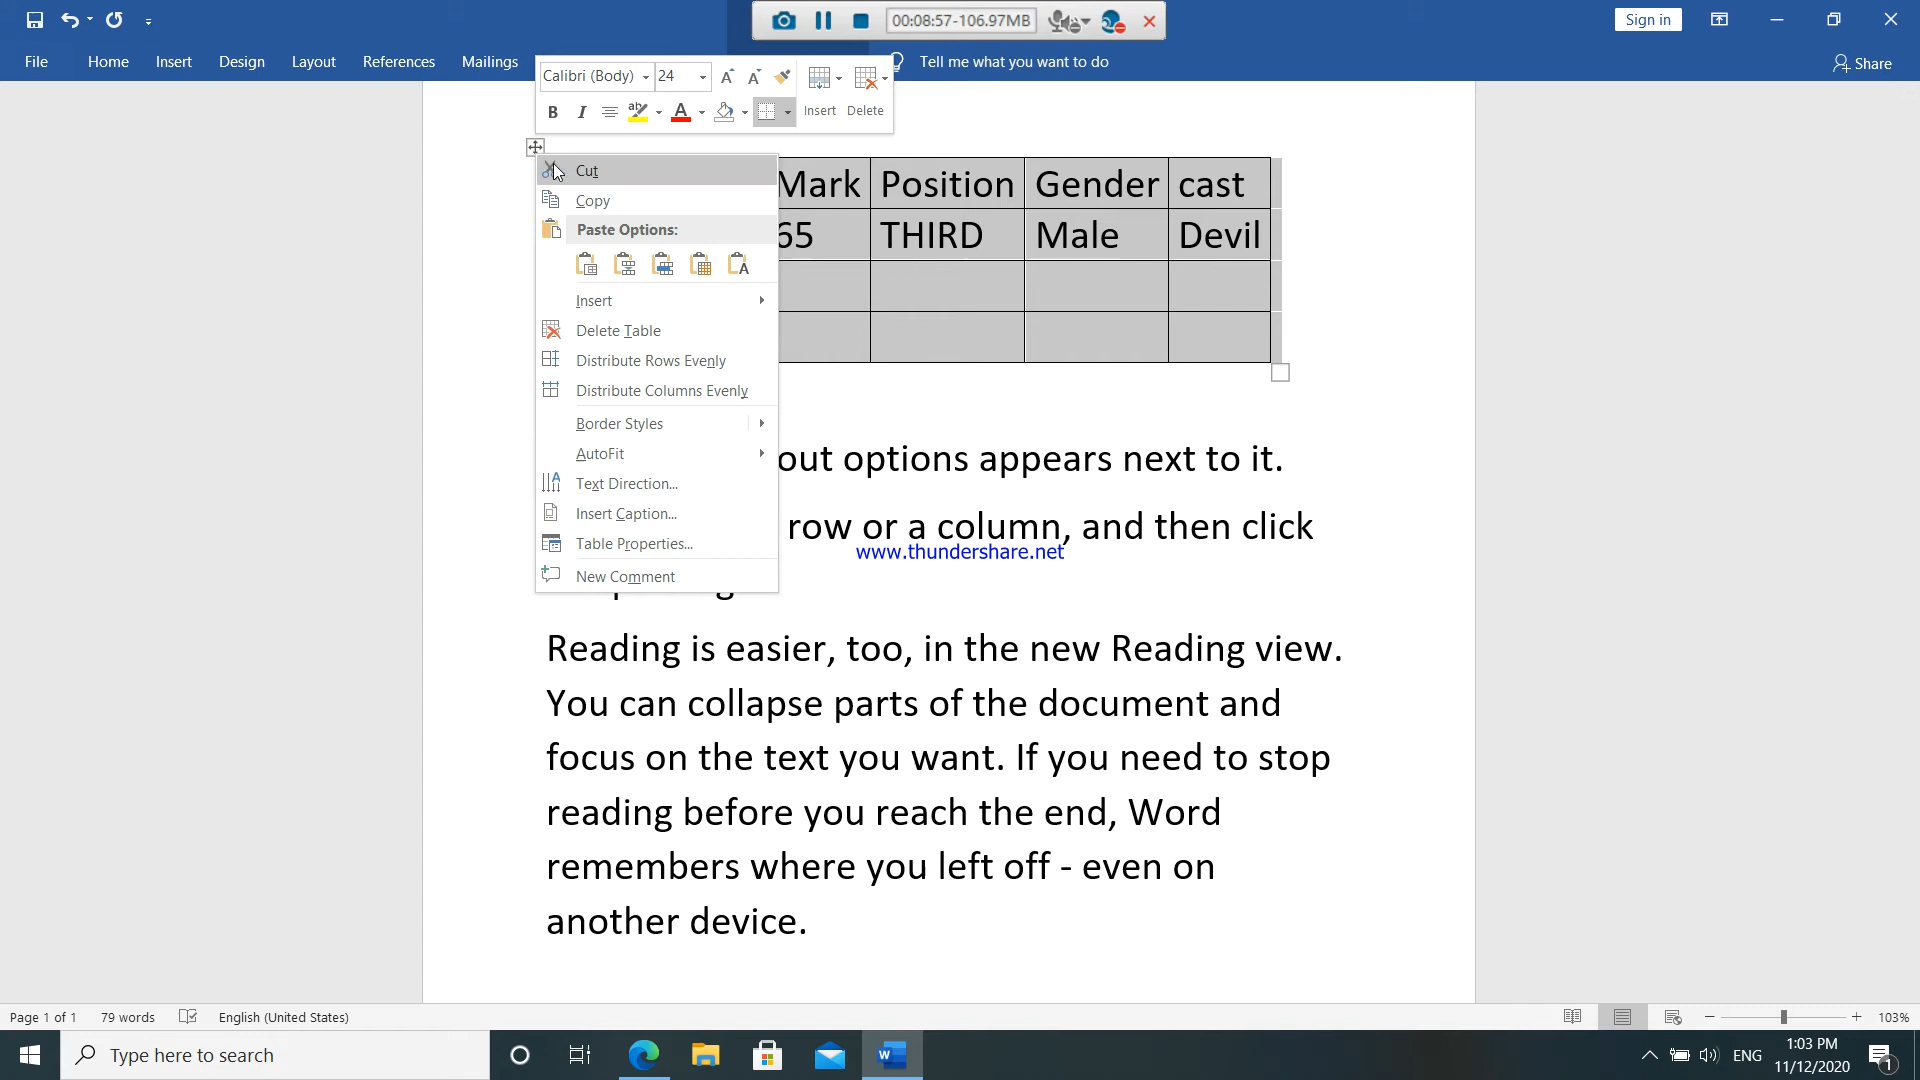 00:08:57-106.97MB
Sign in
File Home Insert Design Layout References Mailings Tell me what you want to do Share
Calibri (Body) 24
B I Insert Delete
Cut
Copy
Paste Options:
Insert
Delete Table
Distribute Rows Evenly
Distribute Columns Evenly
Border Styles
AutoFit
Text Direction...
Insert Caption...
Table Properties...
New Comment
Mark Position Gender cast
65 THIRD Male Devil
out options appears next to it.
row or a column, and then click
www.thundershare.net
Reading is easier, too, in the new Reading view.
You can collapse parts of the document and
focus on the text you want. If you need to stop
reading before you reach the end, Word
remembers where you left off - even on
another device.
Page 1 of 1 79 words English (United States) 103%
Type here to search
ENG
1:03 PM
11/12/2020
1